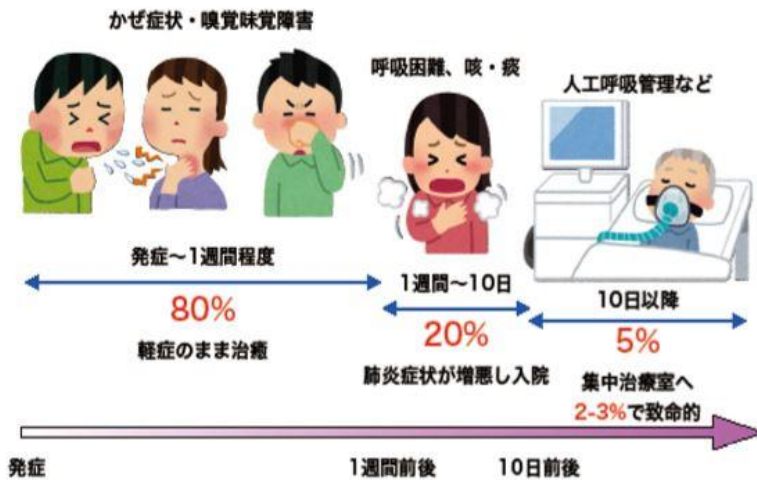 かぜ症状・嗅覚味覚障害
呼吸困難、咳・痰
人工呼吸管理など
発症〜1週間程度
80%
軽症のまま治癒
1週間〜10日
20%
肺炎症状が増悪し入院
10日以降
5%
集中治療室へ
2-3%で致命的
発症
1週間前後
10日前後